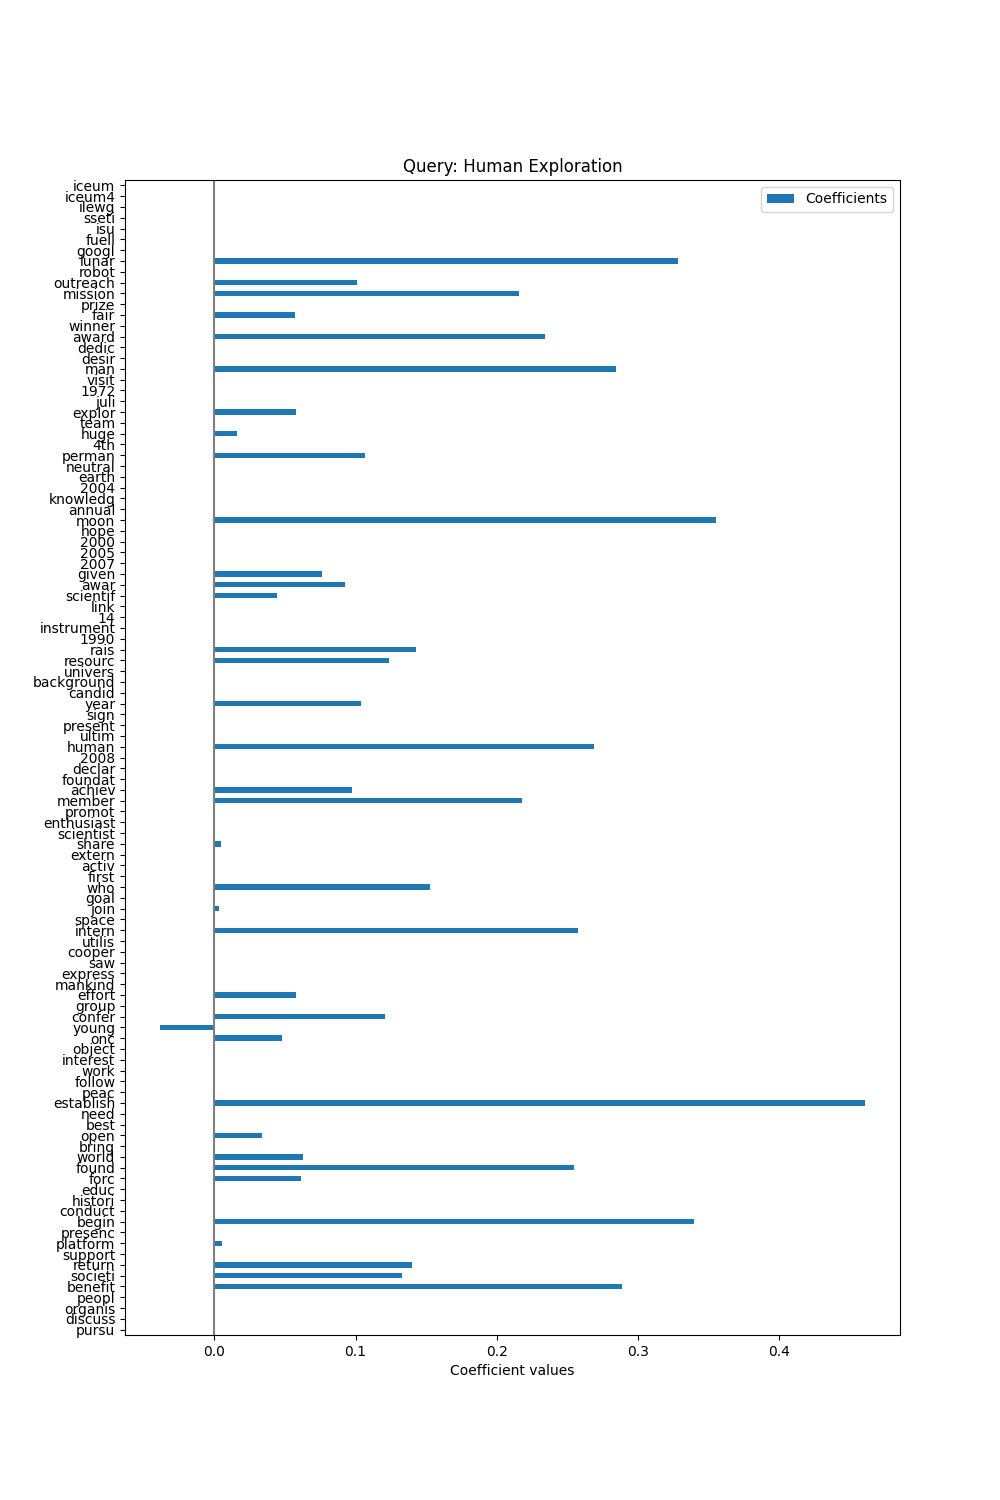 Query: Human Exploration
Coefficients
iceum
iceum4
ilewg
sseti
isu
fuell
googl
lunar
robot
outreach
mission
prize
fair
winner
award
dedic
desir
man
visit
1972
juli
explor
team
huge
4th
perman
neutral
earth
2004
knowledg
annual
moon
hope
2000
2005
2007
given
awar
scientif
link
14
instrument
1990
rais
resourc
univers
background
candid
year
sign
present
ultim
human
2008
declar
foundat
achiev
member
promot
enthusiast
scientist
share
extern
activ
first
who
goal
join
space
intern
utilis
cooper
saw
express
mankind
effort
group
confer
young
onc
object
interest
work
follow
peac
establish
need
best
open
bring
world
found
forc
educ
histori
conduct
begin
presenc
platform
support
return
societi
benefit
peopl
organis
discuss
pursu
0.0 0.1 0.2 0.3 0.4
Coefficient values